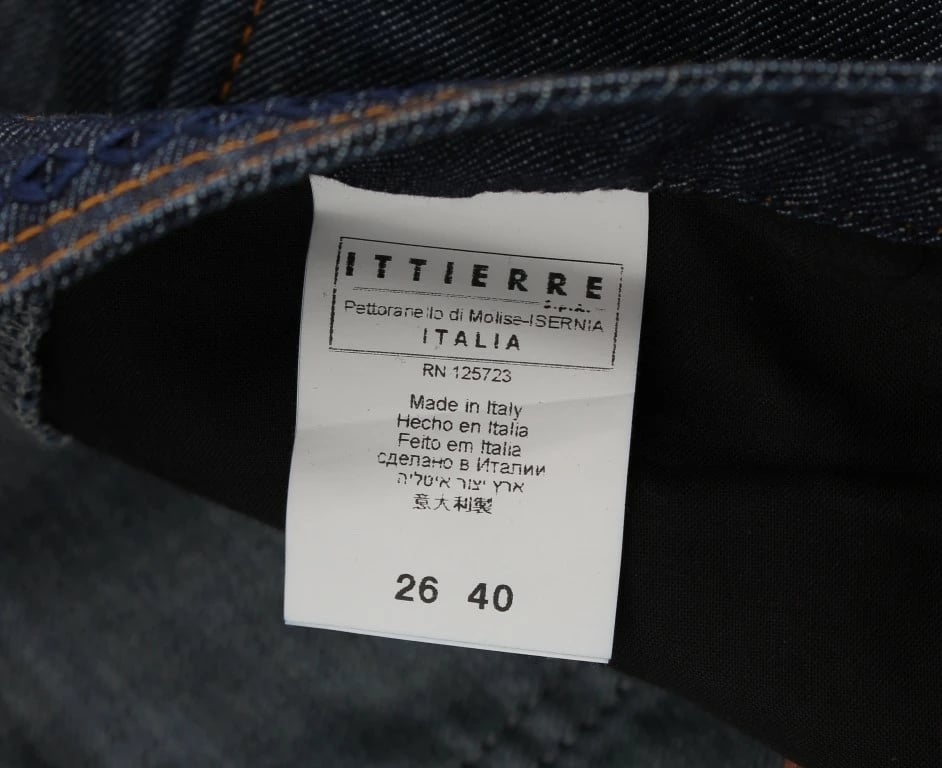 ITTIERRE
S.p.A.
Pettoranello di Molise-ISERNIA
ITALIA
RN 125723
Made in Italy
Hecho en Italia
Feito em Italia
сделано в Италии
ארץ יצור איטליה
意大利製
26 40